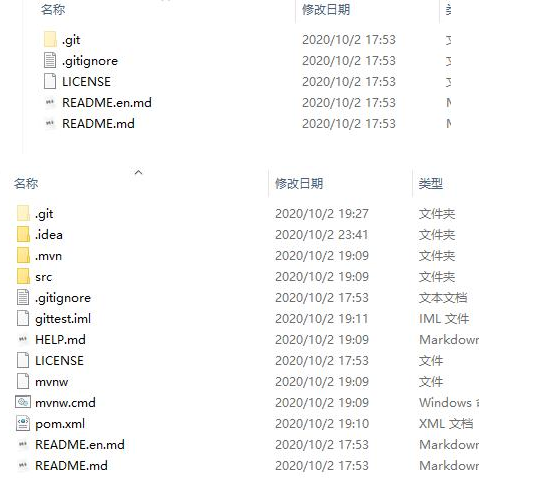 名称 修改日期
.git 2020/10/2 17:53
.gitignore 2020/10/2 17:53
LICENSE 2020/10/2 17:53
README.en.md 2020/10/2 17:53
README.md 2020/10/2 17:53
名称 修改日期 类型
.git 2020/10/2 19:27 文件夹
.idea 2020/10/2 23:41 文件夹
.mvn 2020/10/2 19:09 文件夹
src 2020/10/2 19:09 文件夹
.gitignore 2020/10/2 17:53 文本文档
gittest.iml 2020/10/2 19:11 IML 文件
HELP.md 2020/10/2 19:09 Markdown
LICENSE 2020/10/2 17:53 文件
mvnw 2020/10/2 19:09 文件
mvnw.cmd 2020/10/2 19:09 Windows
pom.xml 2020/10/2 19:10 XML 文档
README.en.md 2020/10/2 17:53 Markdown
README.md 2020/10/2 17:53 Markdown